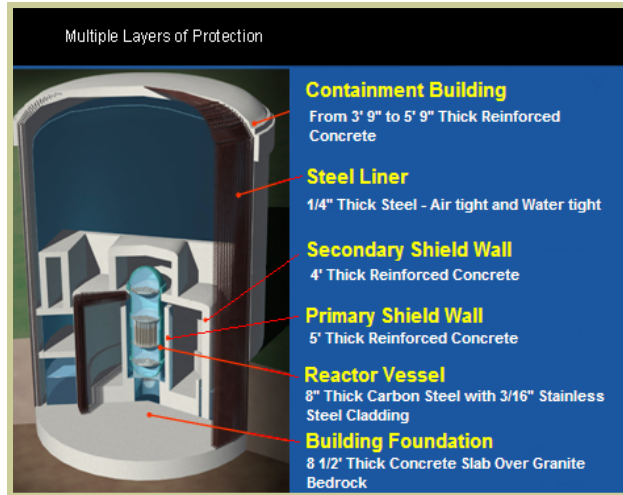 Multiple Layers of Protection
Containment Building
From 3' 9" to 5' 9" Thick Reinforced
Concrete
Steel Liner
1/4" Thick Steel - Air tight and Water tight
Secondary Shield Wall
4' Thick Reinforced Concrete
Primary Shield Wall
5' Thick Reinforced Concrete
Reactor Vessel
8" Thick Carbon Steel with 3/16" Stainless
Steel Cladding
Building Foundation
8 1/2' Thick Concrete Slab Over Granite
Bedrock